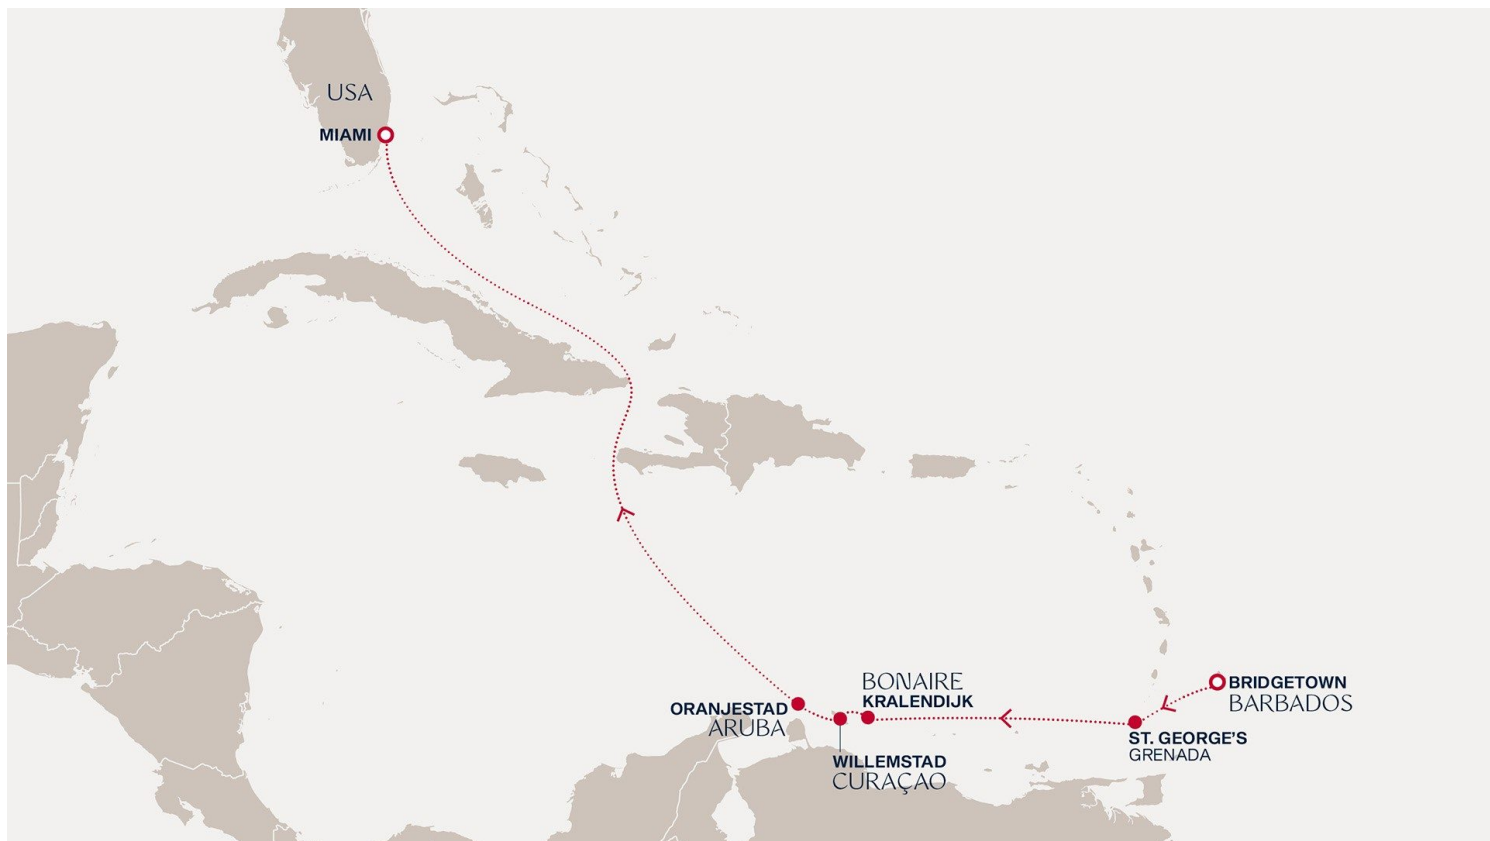 USA
MIAMI
BONAIRE
KRALENDIJK
BRIDGETOWN
BARBADOS
ORANJESTAD
ARUBA
ST. GEORGE'S
GRENADA
WILLEMSTAD
CURAÇAO